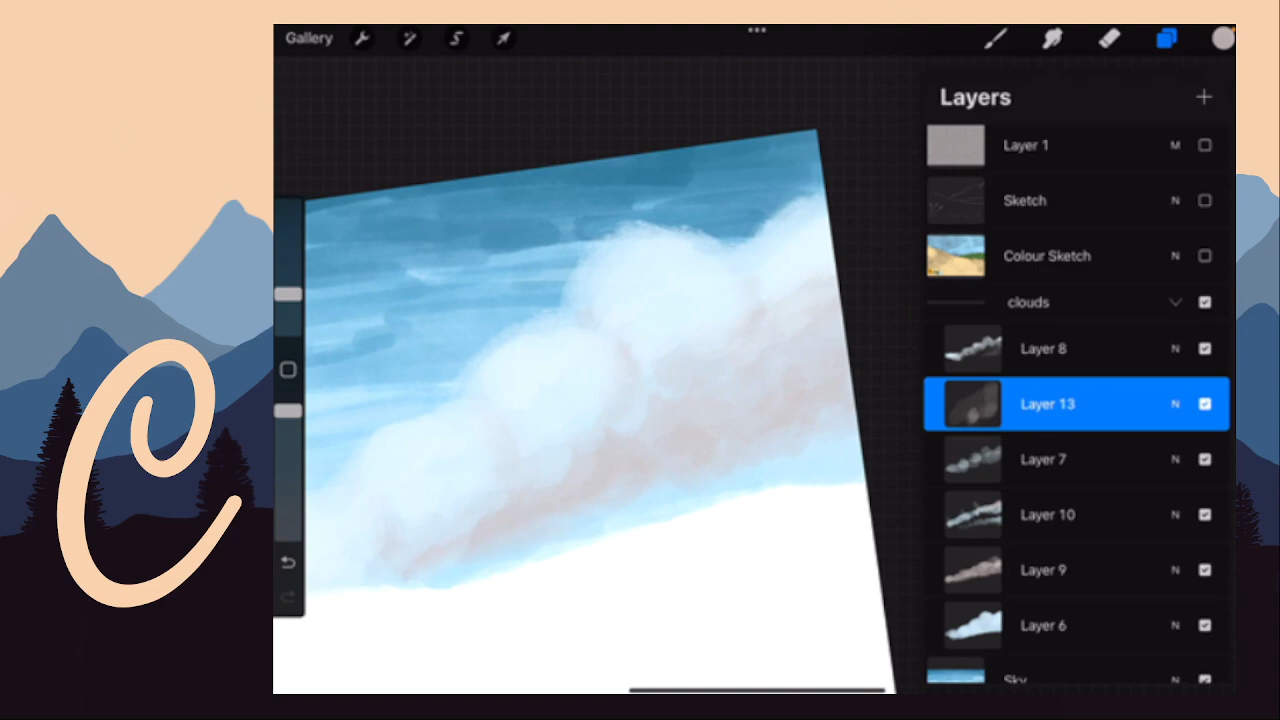 C
Gallery
Layers
Layer 1 M
Sketch N
Colour Sketch N
clouds
Layer 8 N
Layer 13 N
Layer 7 N
Layer 10 N
Layer 9 N
Layer 6 N
Sky N